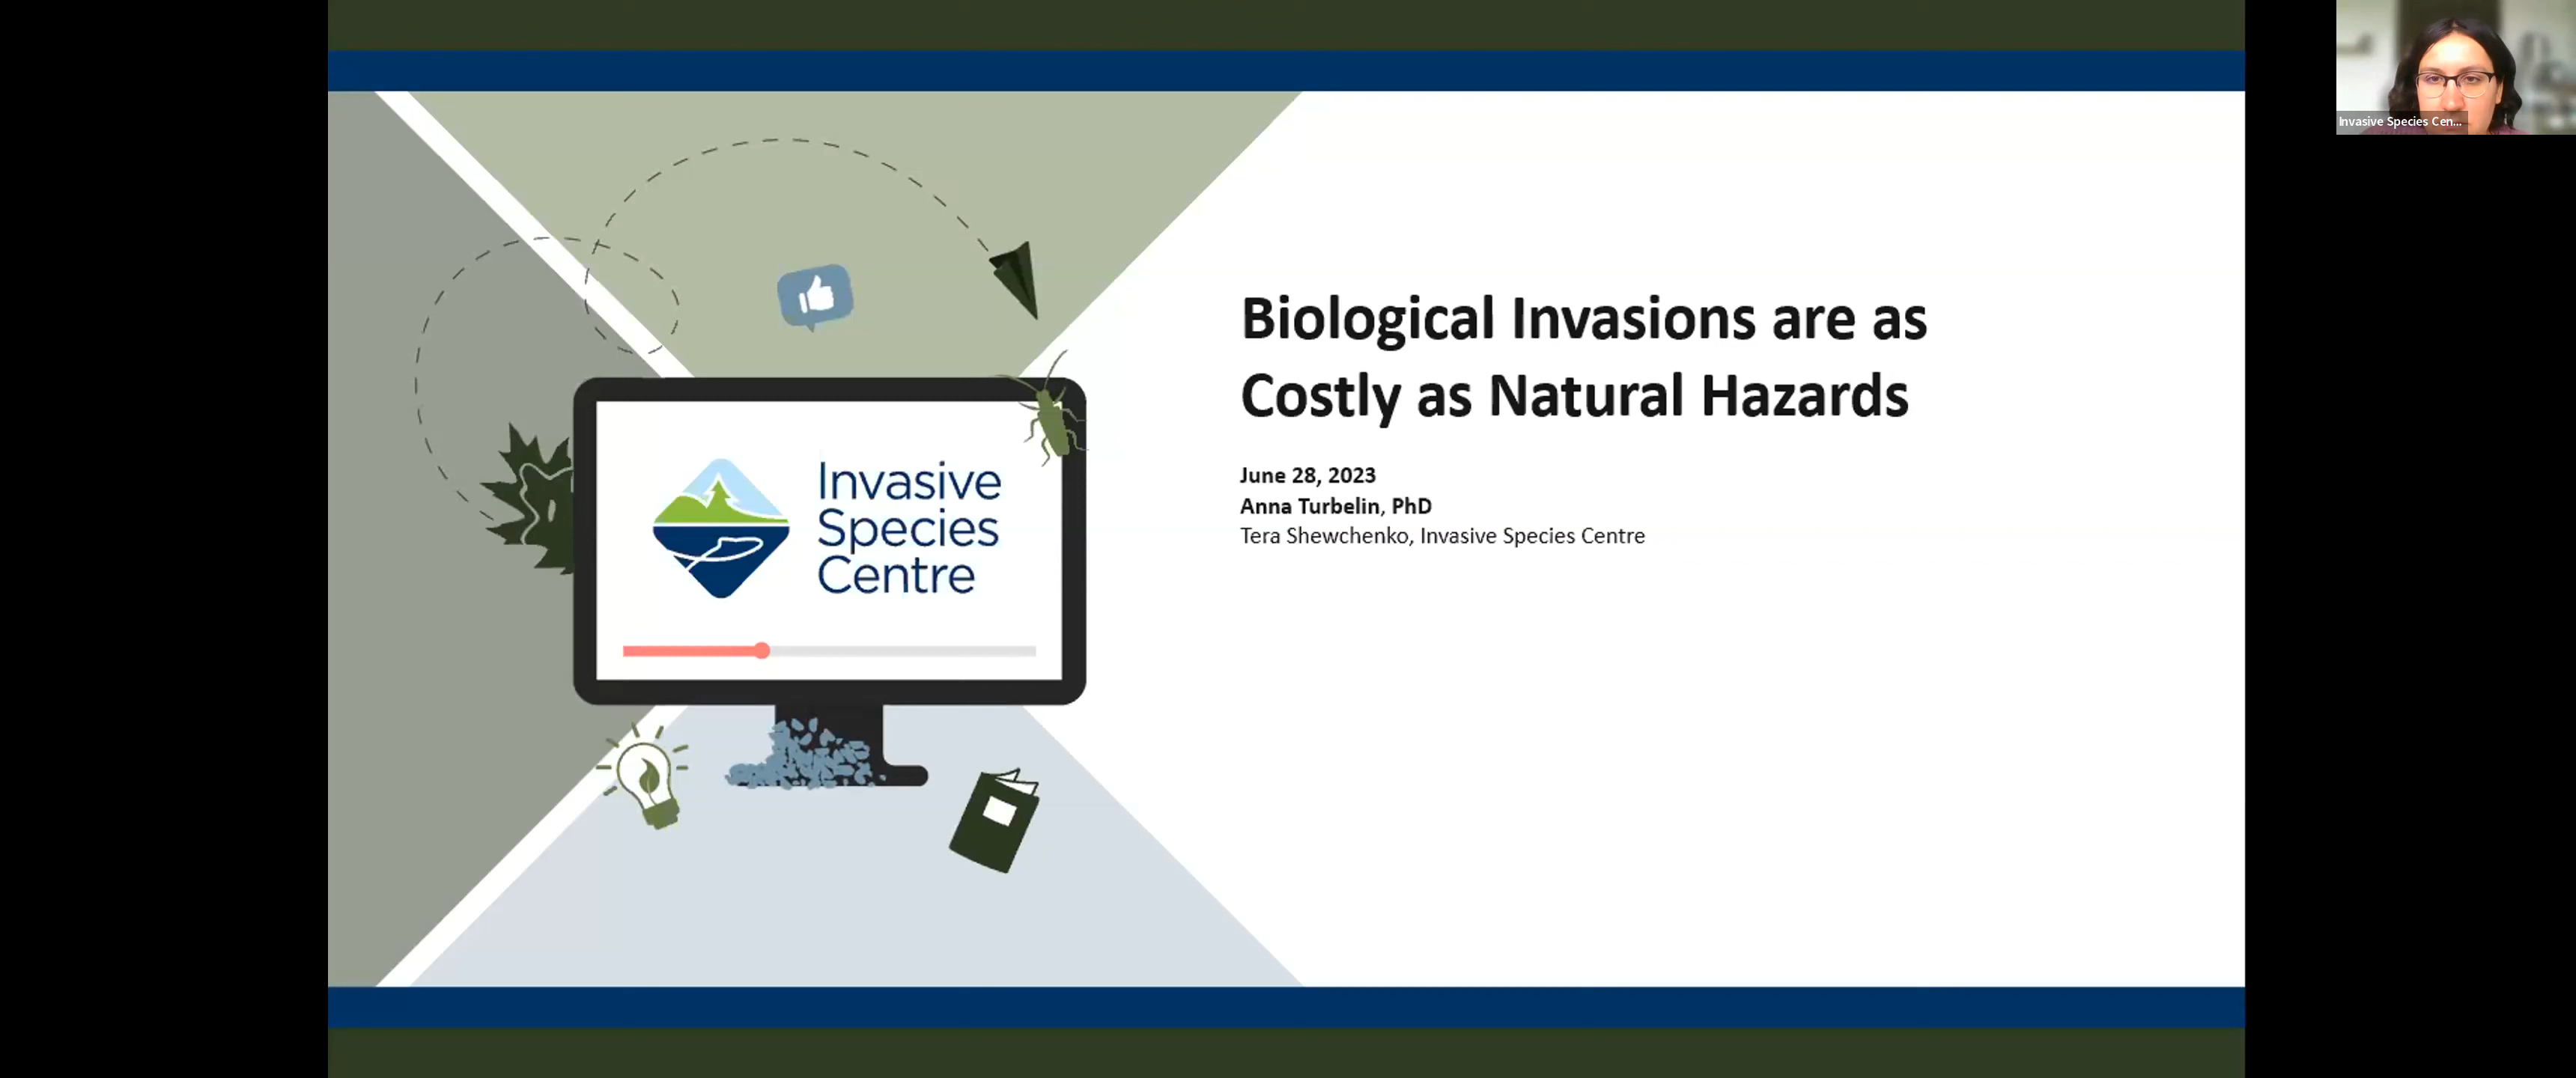 Invasive Species Cen...
Biological Invasions are as
Costly as Natural Hazards
June 28, 2023
Anna Turbelin, PhD
Tera Shewchenko, Invasive Species Centre
Invasive
Species
Centre